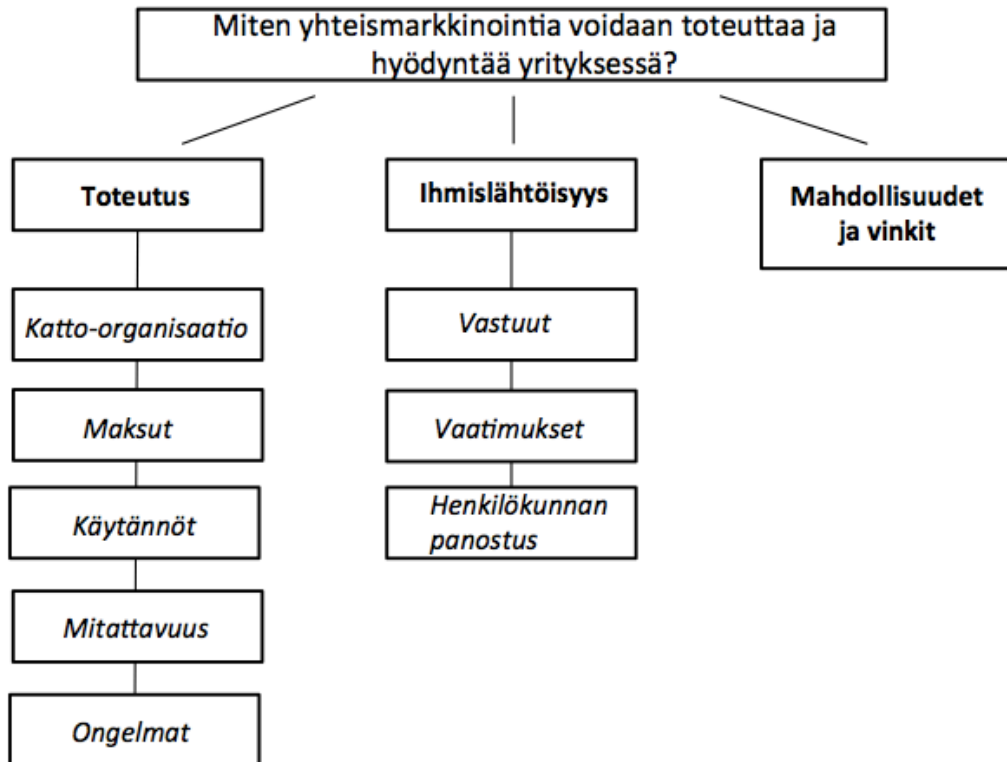 Miten yhteismarkkinointia voidaan toteuttaa ja
hyödyntää yrityksessä?
Toteutus
Katto-organisaatio
Maksut
Käytännöt
Mitattavuus
Ongelmat
Ihmislähtöisyys
Vastuut
Vaatimukset
Henkilökunnan
panostus
Mahdollisuudet
ja vinkit